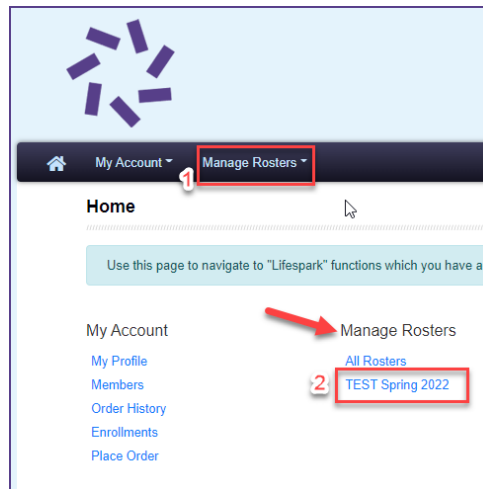 My Account Manage Rosters
1
Home
Use this page to navigate to "Lifespark" functions which you have a
My Account
My Profile
Members
Order History
Enrollments
Place Order
Manage Rosters
All Rosters
2 TEST Spring 2022